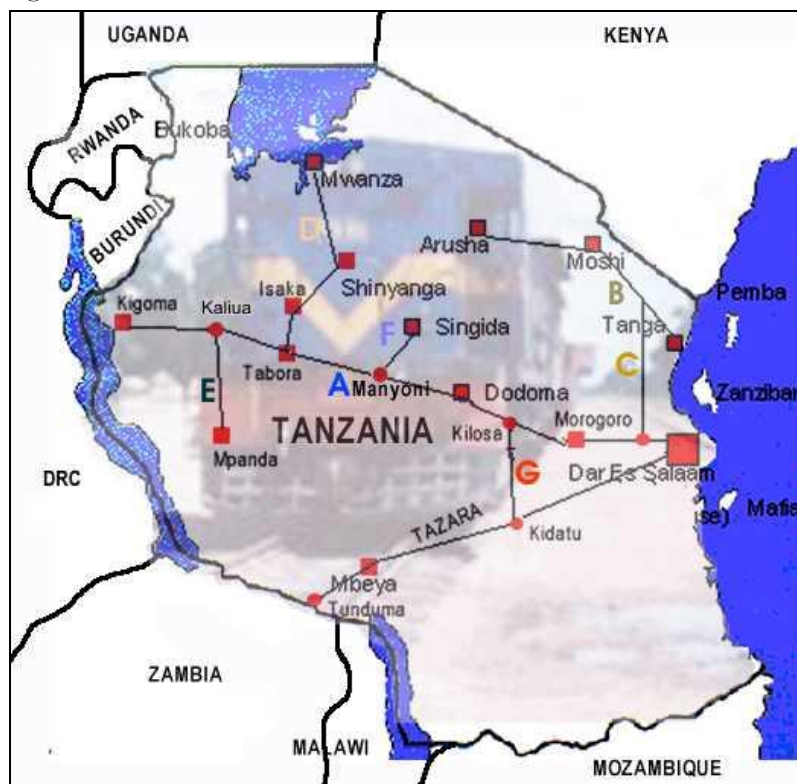 UGANDA
KENYA
RWANDA
Bukoba
BURUNDI
Mwanza
D
Arusha
Moshi
Shinyanga
Isaka
B
Pemba
Kigoma
Kaliua
F
Singida
Tanga
Tabora
C
E
A
Manyoni
Dodoma
Zanzibar
TANZANIA
Kilosa
Morogoro
Mpanda
G
Dar Es Salaam
DRC
TAZARA
Kidatu
se)
Mafia
Mbeya
Tunduma
ZAMBIA
MALAWI
MOZAMBIQUE